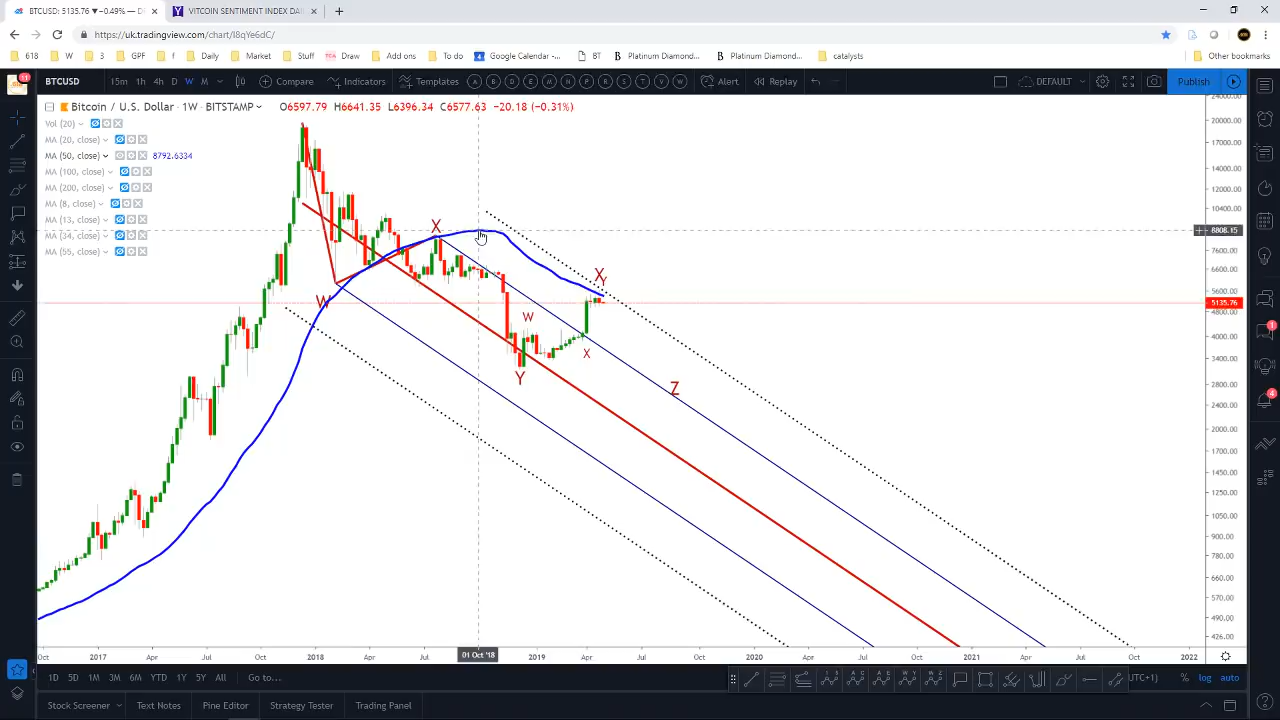 BTCUSD: 5135.76 ▼−0.49% — DE
VITCOIN SENTIMENT INDEX DAI
https://uk.tradingview.com/chart/I8qYe6dC/
618 W 3 GPF f Daily Market Stuff Draw Add ons To do Google Calendar - BT Platinum Diamond... Platinum Diamond... catalysts Other bookmarks
11 BTCUSD 15m 1h 4h D W M Compare Indicators Templates A B D E M N P R S T V W Alert Replay DEFAULT Publish
Bitcoin / U.S. Dollar 1W BITSTAMP O6597.79 H6641.35 L6396.34 C6577.63 −20.18 (−0.31%)
Vol (20)
MA (20, close)
MA (50, close) 8792.6334
MA (100, close)
MA (200, close)
MA (8, close)
MA (13, close)
MA (34, close)
MA (55, close)
24000.00
20000.00
17000.00
14000.00
12000.00
10400.00
8808.15
7600.00
6600.00
5600.00
5135.76
4800.00
4000.00
3400.00
2800.00
2400.00
2000.00
1700.00
1450.00
1250.00
1050.00
900.00
780.00
660.00
570.00
490.00
426.00
X
X
Y
W
W
X
Y
Z
1
4
Oct 2017 Apr Jul Oct 2018 Apr Jul 01 Oct '18 2019 Apr Jul Oct 2020 Apr Jul Oct 2021 Apr Jul Oct 2022
1D 5D 1M 3M 6M YTD 1Y 5Y All Go to... (UTC+1) % log auto
Stock Screener Text Notes Pine Editor Strategy Tester Trading Panel